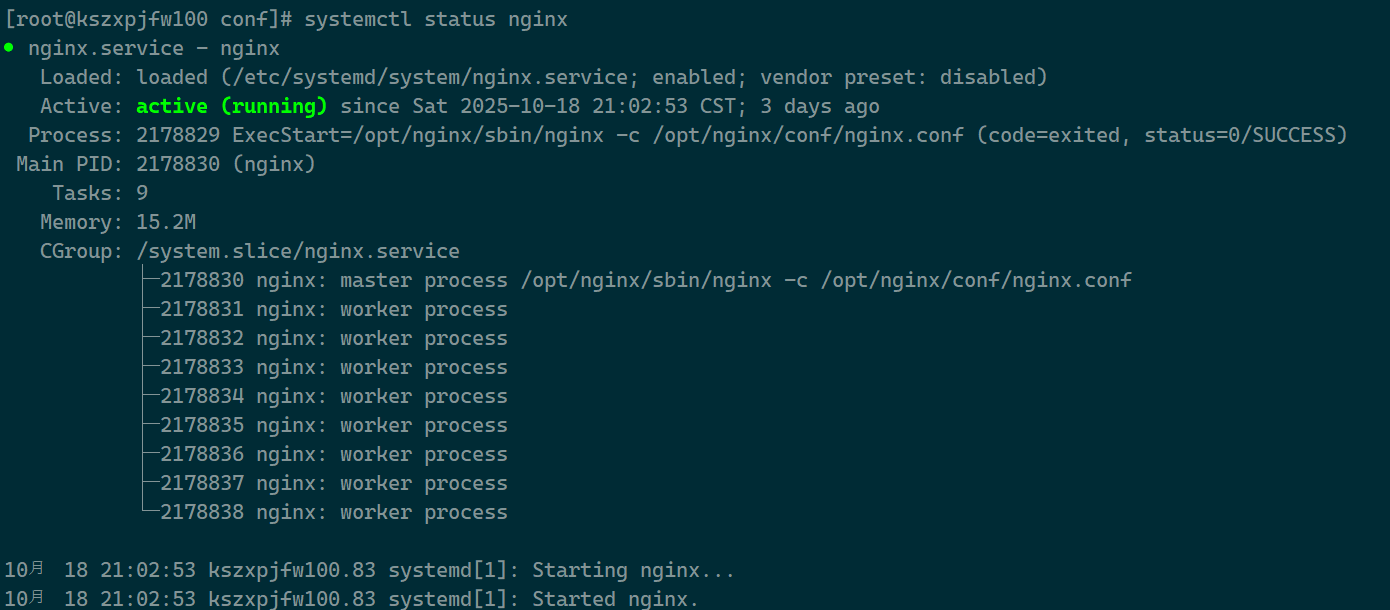 [root@kszxpjfw100 conf]# systemctl status nginx
● nginx.service - nginx
   Loaded: loaded (/etc/systemd/system/nginx.service; enabled; vendor preset: disabled)
   Active: active (running) since Sat 2025-10-18 21:02:53 CST; 3 days ago
  Process: 2178829 ExecStart=/opt/nginx/sbin/nginx -c /opt/nginx/conf/nginx.conf (code=exited, status=0/SUCCESS)
 Main PID: 2178830 (nginx)
    Tasks: 9
   Memory: 15.2M
   CGroup: /system.slice/nginx.service
           ├─2178830 nginx: master process /opt/nginx/sbin/nginx -c /opt/nginx/conf/nginx.conf
           ├─2178831 nginx: worker process
           ├─2178832 nginx: worker process
           ├─2178833 nginx: worker process
           ├─2178834 nginx: worker process
           ├─2178835 nginx: worker process
           ├─2178836 nginx: worker process
           ├─2178837 nginx: worker process
           └─2178838 nginx: worker process

10月 18 21:02:53 kszxpjfw100.83 systemd[1]: Starting nginx...
10月 18 21:02:53 kszxpjfw100.83 systemd[1]: Started nginx.